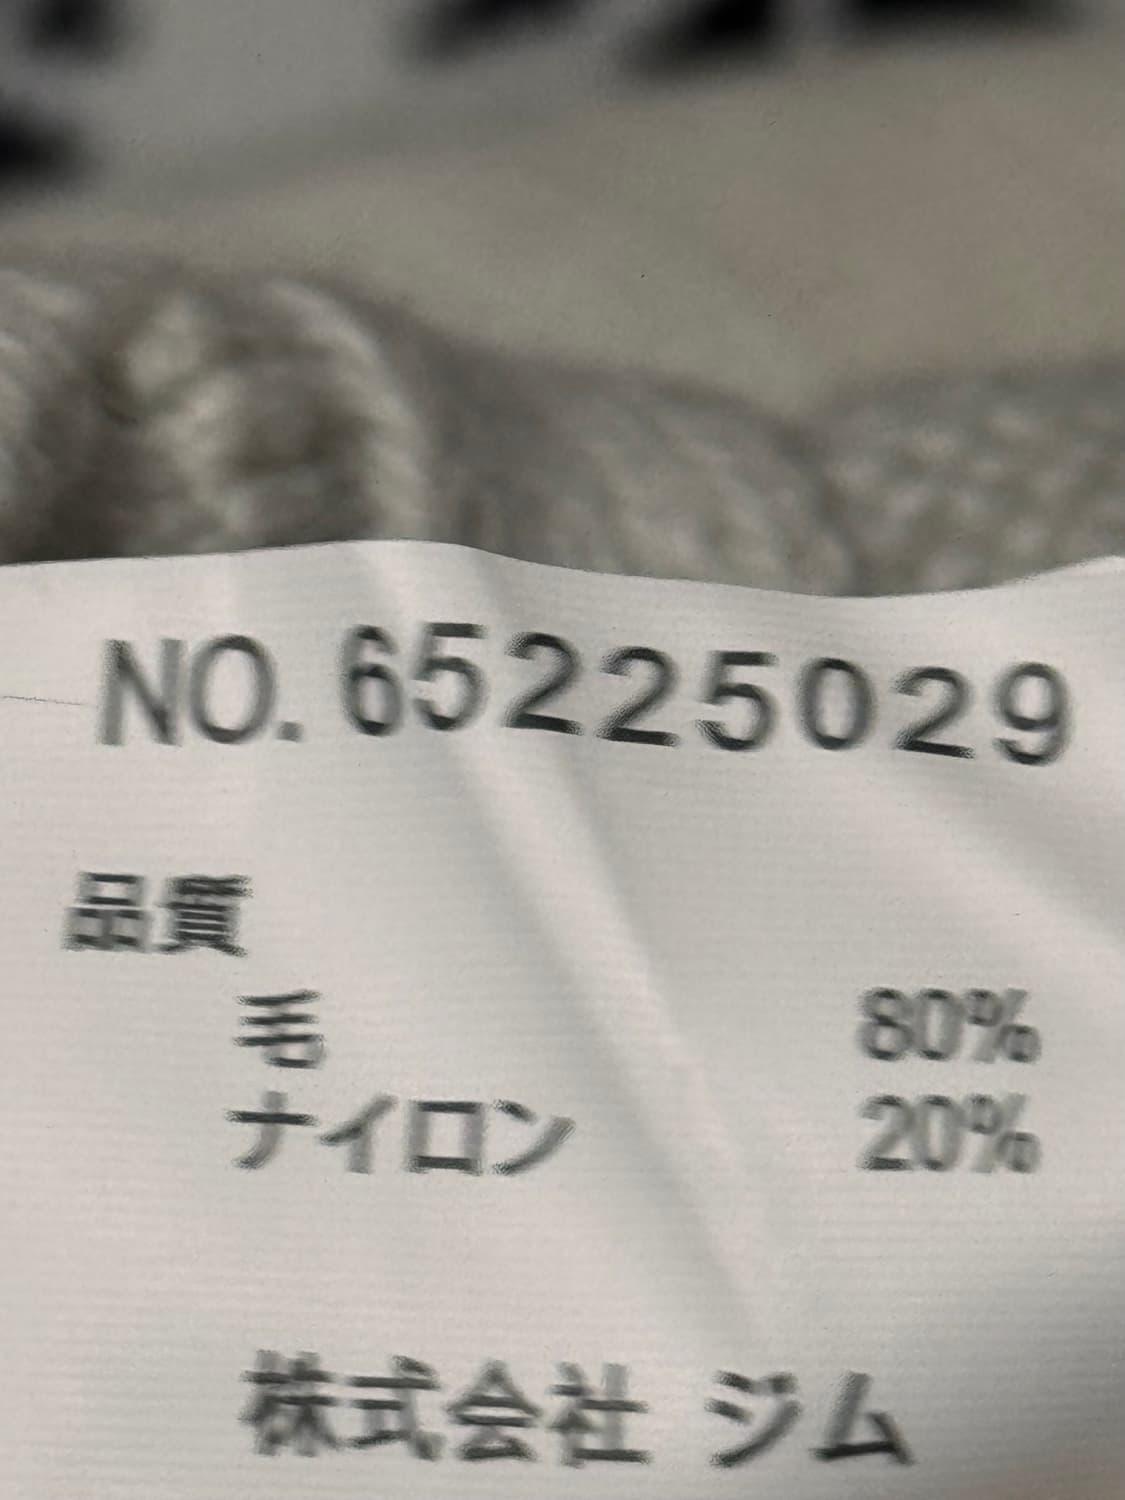 NO. 65225029
品質
毛 80%
ナイロン 20%
株式会社 ジム